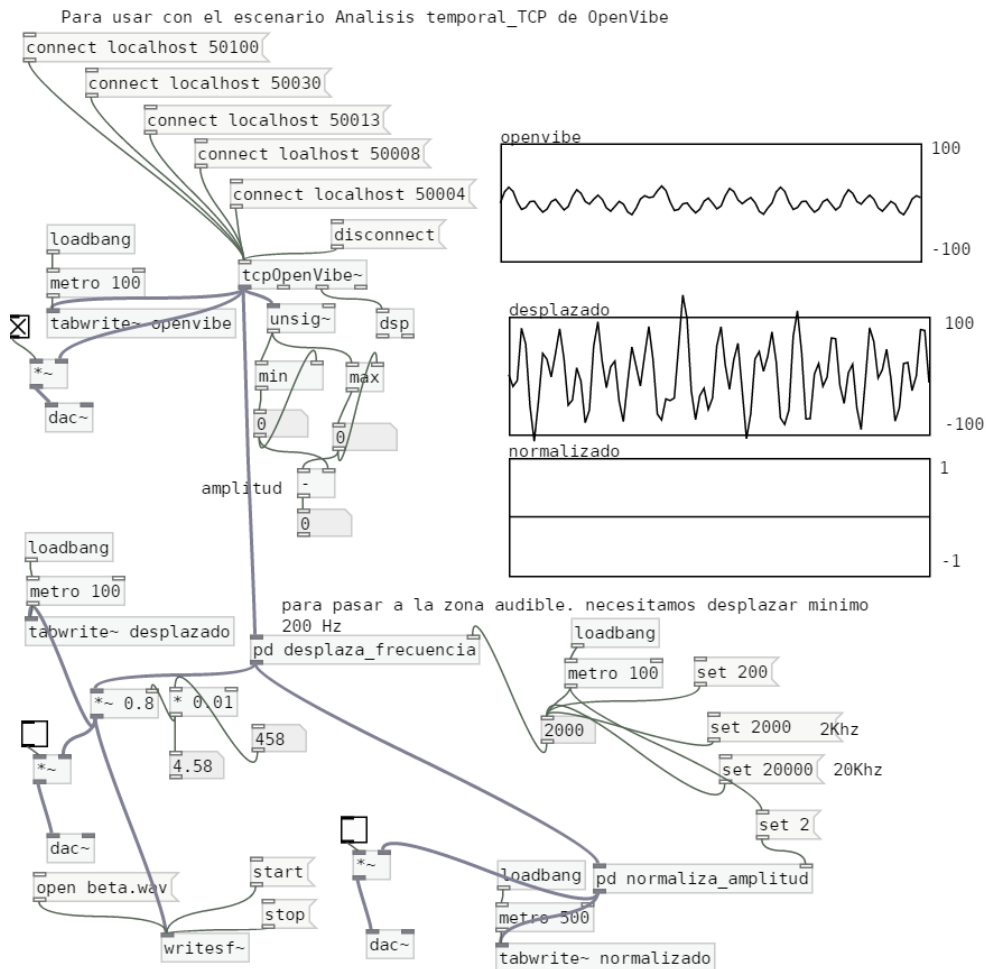 Para usar con el escenario Analisis temporal_TCP de OpenVibe
connect localhost 50100
connect localhost 50030
connect localhost 50013
connect loalhost 50008
connect localhost 50004
disconnect
loadbang
metro 100
tabwrite~ openvibe
tcpOpenVibe~
unsig~
dsp
*~
dac~
min
max
0
0
-
amplitud
0
openvibe
100
-100
desplazado
100
-100
normalizado
1
-1
loadbang
metro 100
tabwrite~ desplazado
para pasar a la zona audible. necesitamos desplazar minimo
200 Hz
pd desplaza_frecuencia
loadbang
metro 100
set 200
2000
set 2000
2Khz
set 20000
20Khz
set 2
*~ 0.8
* 0.01
458
4.58
*~
dac~
open beta.wav
start
stop
writesf~
*~
dac~
loadbang
pd normaliza_amplitud
metro 500
tabwrite~ normalizado